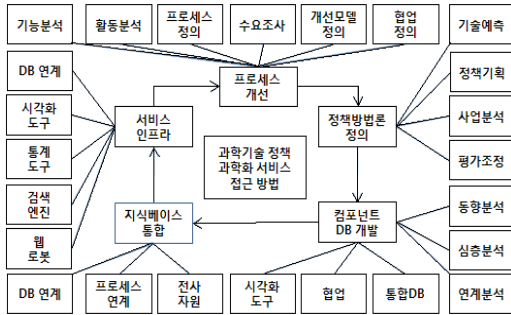 기능분석
활동분석
프로세스
정의
수요조사
개선모델
정의
협업
정의
기술예측
DB 연계
프로세스
개선
정책기획
시각화
도구
서비스
인프라
정책방법론
정의
사업분석
통계
도구
과학기술 정책
과학화 서비스
접근 방법
평가조정
검색
엔진
지식베이스
통합
컴포넌트
DB 개발
동향분석
웹
로봇
심층분석
DB 연계
프로세스
연계
전사
자원
시각화
도구
협업
통합DB
연계분석